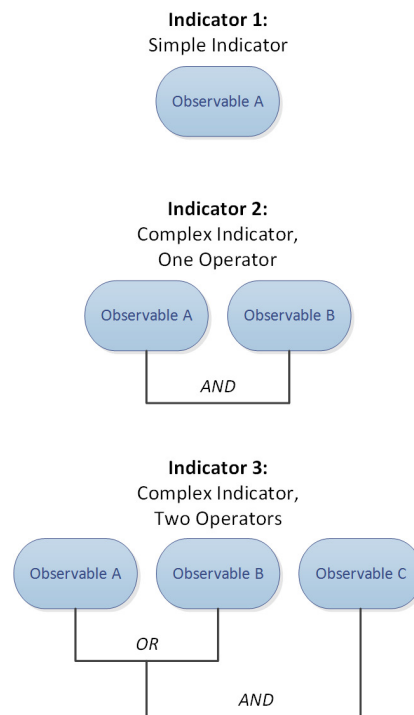 Indicator 1:
Simple Indicator
Observable A
Indicator 2:
Complex Indicator,
One Operator
Observable A
Observable B
AND
Indicator 3:
Complex Indicator,
Two Operators
Observable A
Observable B
Observable C
OR
AND